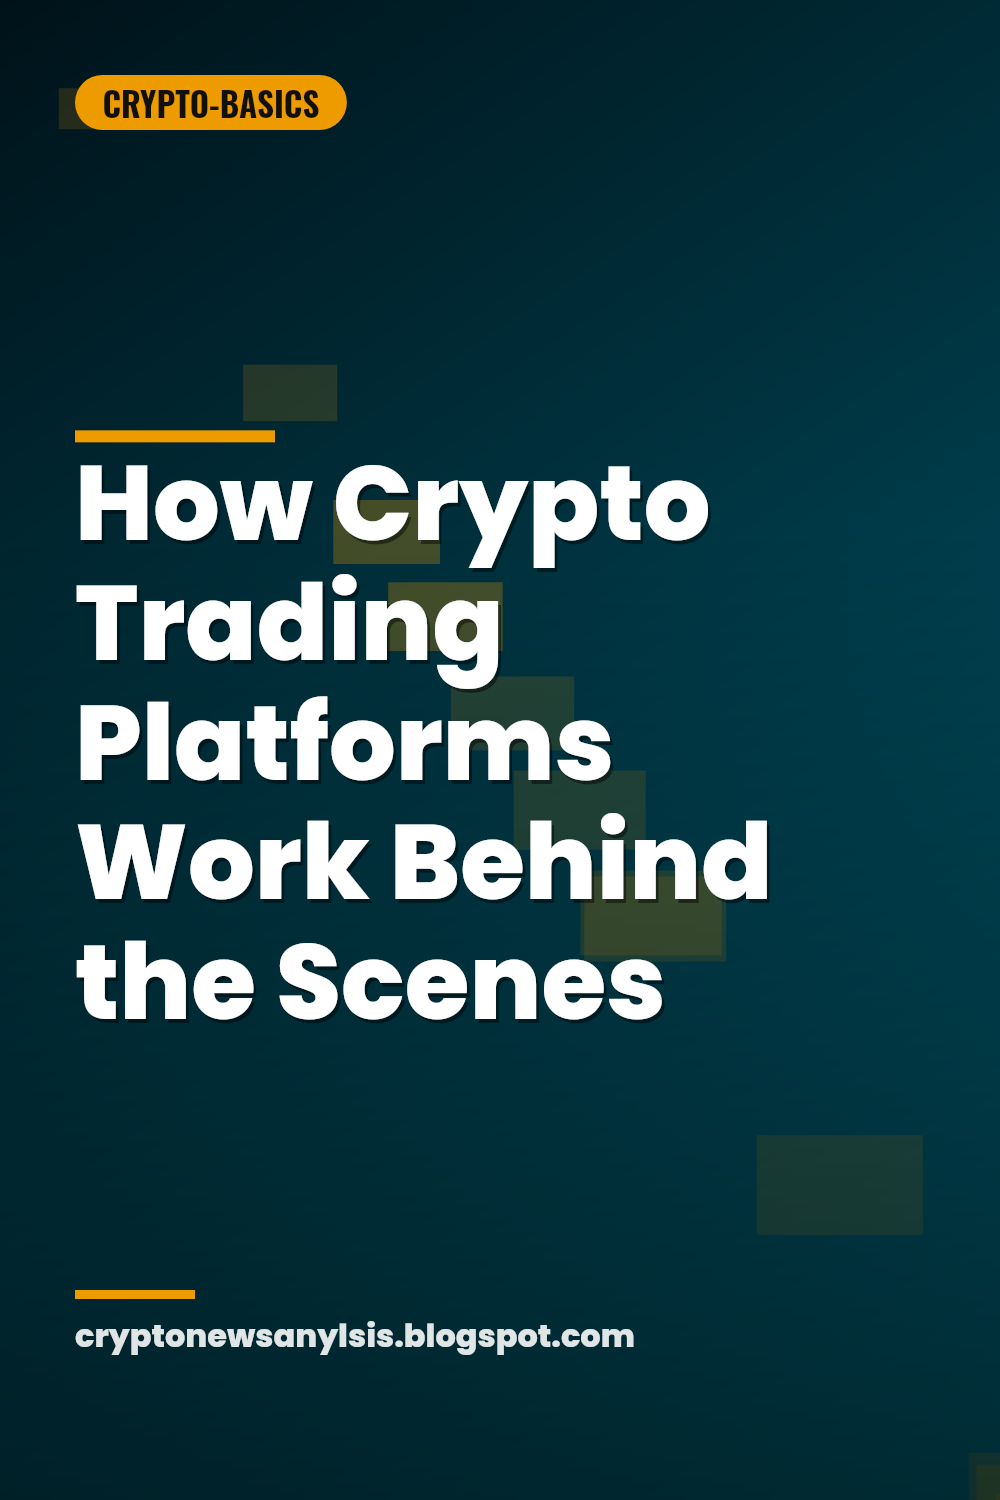 CRYPTO-BASICS
How Crypto
Trading
Platforms
Work Behind
the Scenes
cryptonewsanylsis.blogspot.com